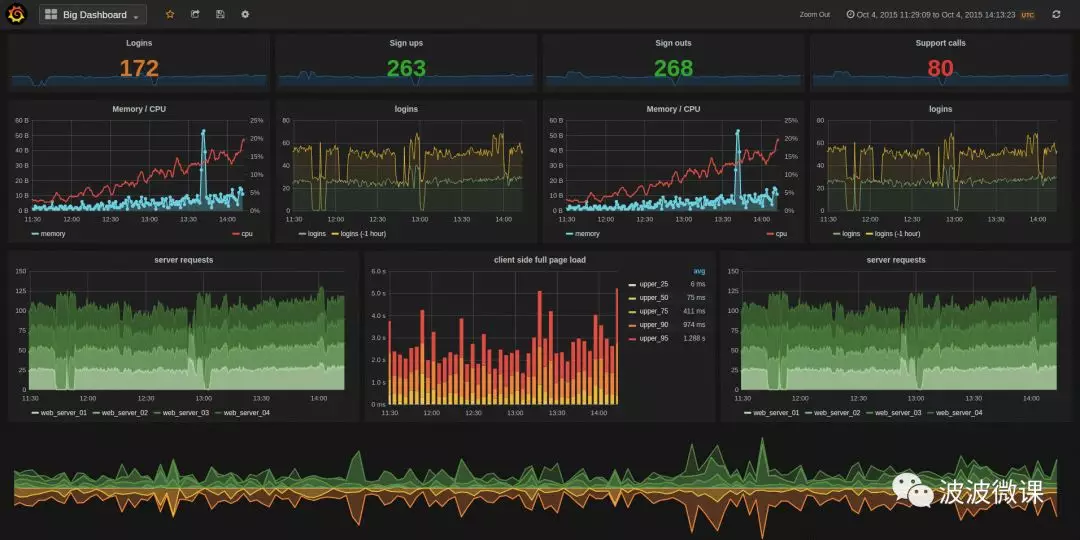 Big Dashboard
Zoom Out Oct 4, 2015 11:29:09 to Oct 4, 2015 14:13:23 UTC
Logins
172
Sign ups
263
Sign outs
268
Support calls
80
Memory / CPU
60 B
50 B
40 B
30 B
20 B
10 B
0 B
25%
20%
15%
10%
5%
0%
11:30 12:00 12:30 13:00 13:30 14:00
memory cpu
logins
80
60
40
20
0
11:30 12:00 12:30 13:00 13:30 14:00
logins logins (-1 hour)
Memory / CPU
60 B
50 B
40 B
30 B
20 B
10 B
0 B
25%
20%
15%
10%
5%
0%
11:30 12:00 12:30 13:00 13:30 14:00
memory cpu
logins
80
60
40
20
0
11:30 12:00 12:30 13:00 13:30 14:00
logins logins (-1 hour)
server requests
150
125
100
75
50
25
0
11:30 12:00 12:30 13:00 13:30 14:00
web_server_01 web_server_02 web_server_03 web_server_04
client side full page load
6.0 s
5.0 s
4.0 s
3.0 s
2.0 s
1.0 s
0 ms
11:30 12:00 12:30 13:00 13:30 14:00
avg
upper_25 6 ms
upper_50 75 ms
upper_75 411 ms
upper_90 974 ms
upper_95 1.288 s
server requests
150
125
100
75
50
25
0
11:30 12:00 12:30 13:00 13:30 14:00
web_server_01 web_server_02 web_server_03 web_server_04
波波微课